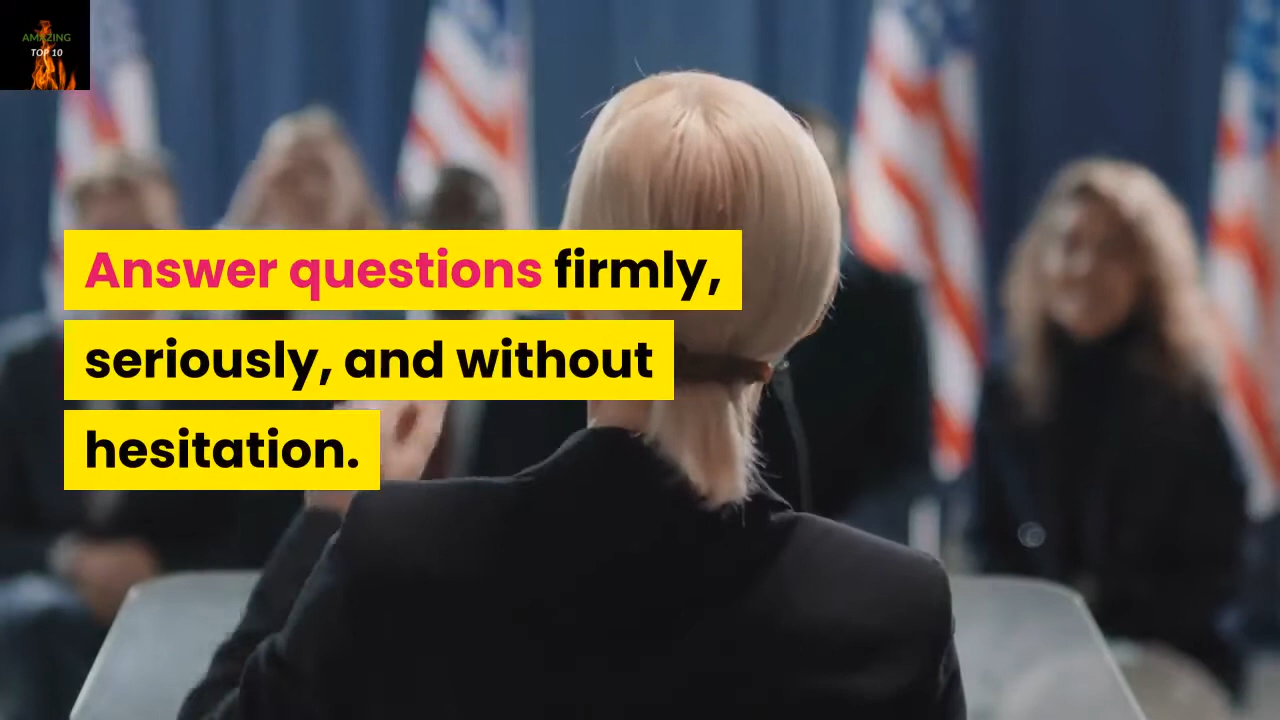 AMAZING
TOP 10
Answer questions firmly,
seriously, and without
hesitation.